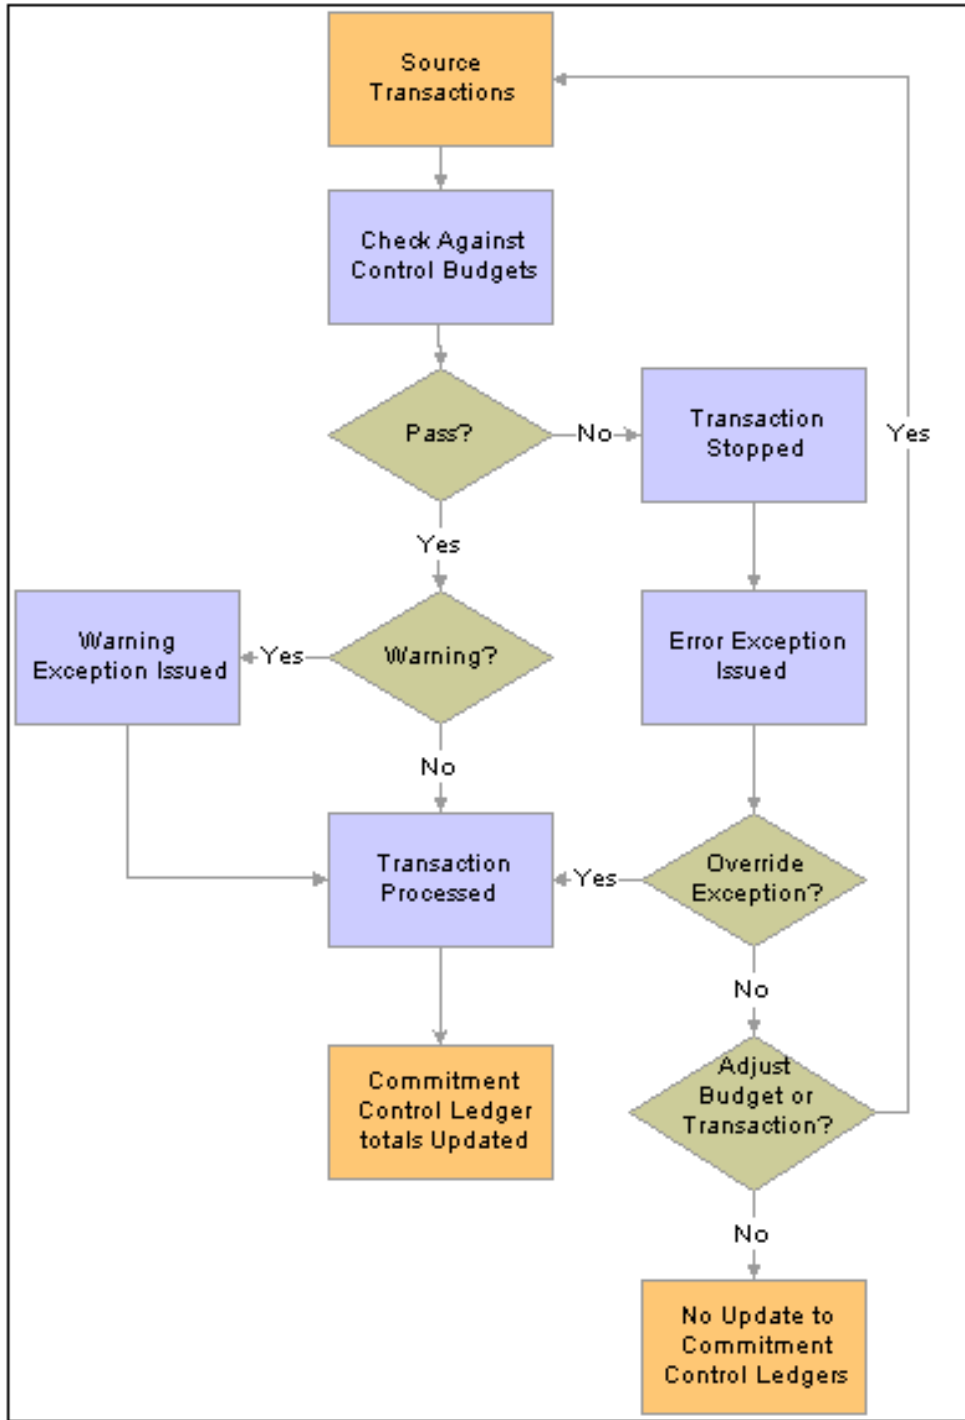 Source
Transactions
Check Against
Control Budgets
Pass?
No
Transaction
Stopped
Yes
Yes
Warning
Exception Issued
Yes
Warning?
Error Exception
Issued
No
Transaction
Processed
Yes
Override
Exception?
No
Commitment
Control Ledger
totals Updated
Adjust
Budget or
Transaction?
No
No Update to
Commitment
Control Ledgers